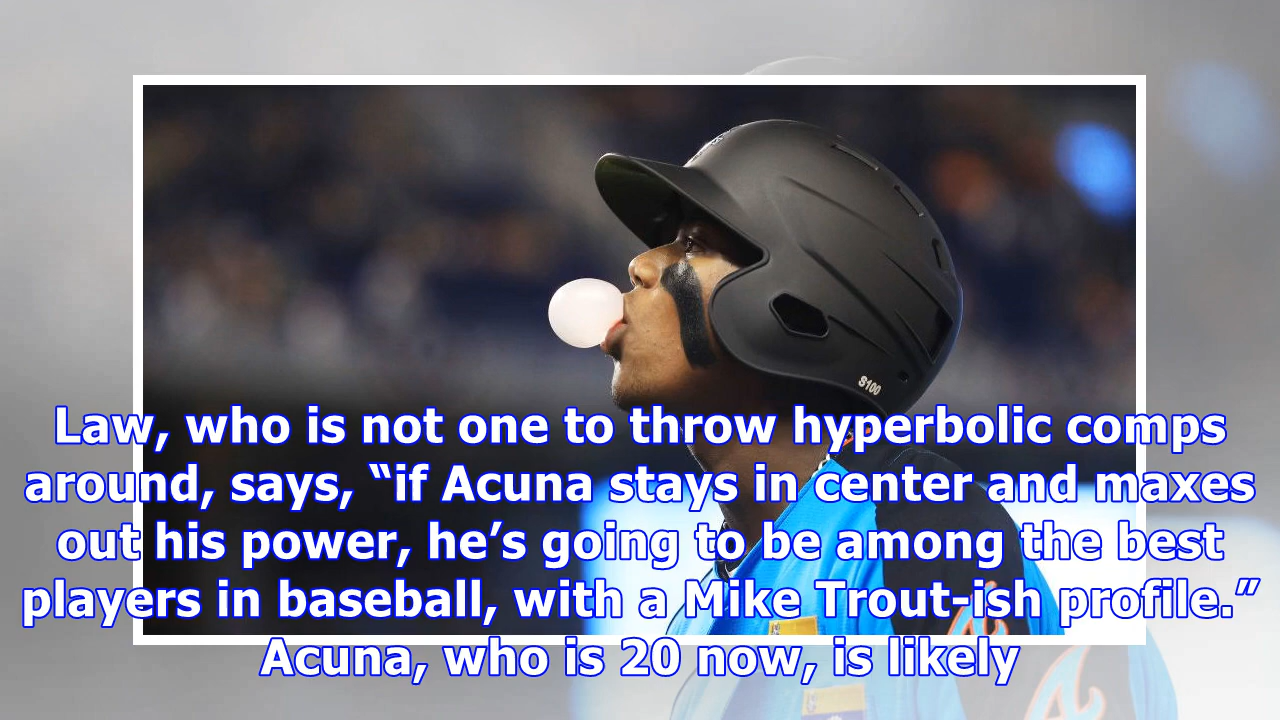 S100
Law, who is not one to throw hyperbolic comps
around, says, “if Acuna stays in center and maxes
out his power, he’s going to be among the best
players in baseball, with a Mike Trout-ish profile.”
Acuna, who is 20 now, is likely